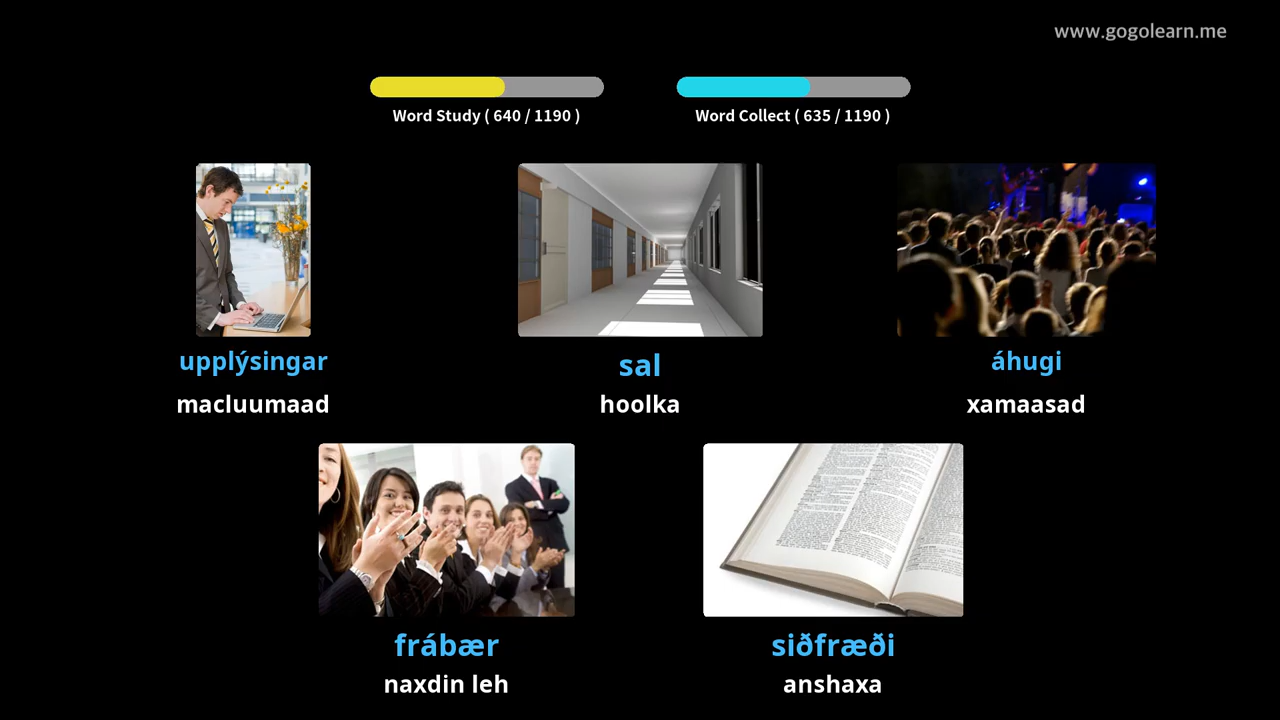 www.gogolearn.me
Word Study ( 640 / 1190 )
Word Collect ( 635 / 1190 )
upplýsingar
macluumaad
sal
hoolka
áhugi
xamaasad
frábær
naxdin leh
siðfræði
anshaxa